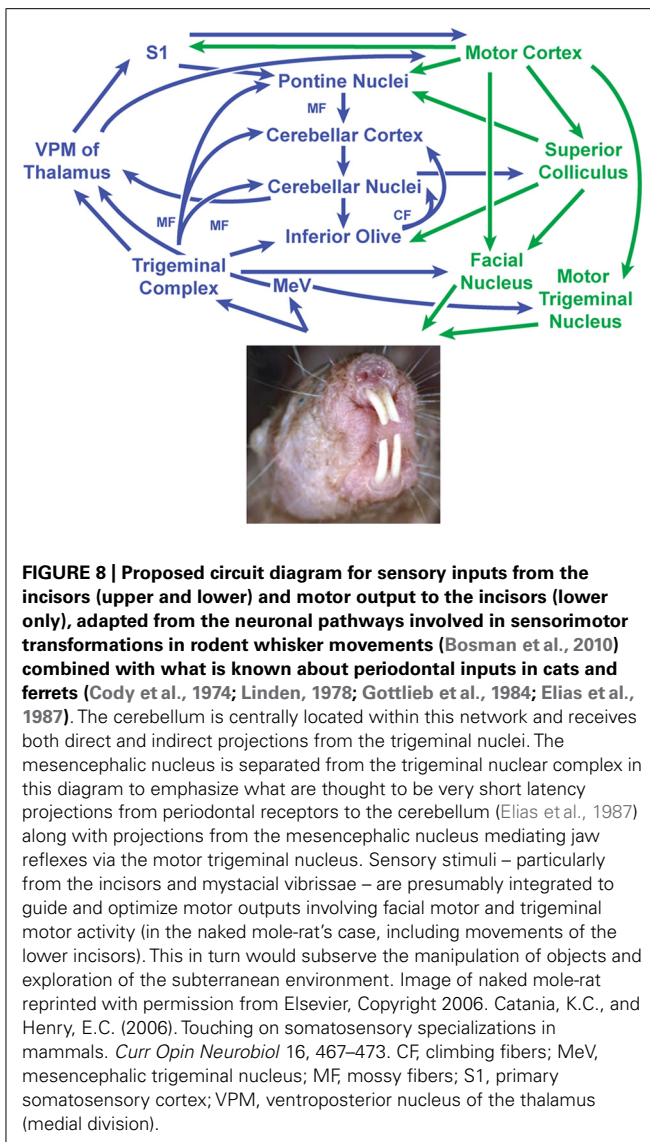 S1
Motor Cortex
Pontine Nuclei
MF
VPM of
Thalamus
Cerebellar Cortex
Superior
Colliculus
Cerebellar Nuclei
MF
MF
CF
Inferior Olive
Trigeminal
Complex
MeV
Facial
Nucleus
Motor
Trigeminal
Nucleus
FIGURE 8 | Proposed circuit diagram for sensory inputs from the
incisors (upper and lower) and motor output to the incisors (lower
only), adapted from the neuronal pathways involved in sensorimotor
transformations in rodent whisker movements (Bosman et al., 2010)
combined with what is known about periodontal inputs in cats and
ferrets (Cody et al., 1974; Linden, 1978; Gottlieb et al., 1984; Elias et al.,
1987). The cerebellum is centrally located within this network and receives
both direct and indirect projections from the trigeminal nuclei. The
mesencephalic nucleus is separated from the trigeminal nuclear complex in
this diagram to emphasize what are thought to be very short latency
projections from periodontal receptors to the cerebellum (Elias et al., 1987)
along with projections from the mesencephalic nucleus mediating jaw
reflexes via the motor trigeminal nucleus. Sensory stimuli – particularly
from the incisors and mystacial vibrissae – are presumably integrated to
guide and optimize motor outputs involving facial motor and trigeminal
motor activity (in the naked mole-rat's case, including movements of the
lower incisors). This in turn would subserve the manipulation of objects and
exploration of the subterranean environment. Image of naked mole-rat
reprinted with permission from Elsevier, Copyright 2006. Catania, K.C., and
Henry, E.C. (2006). Touching on somatosensory specializations in
mammals. Curr Opin Neurobiol 16, 467–473. CF, climbing fibers; MeV,
mesencephalic trigeminal nucleus; MF, mossy fibers; S1, primary
somatosensory cortex; VPM, ventroposterior nucleus of the thalamus
(medial division).